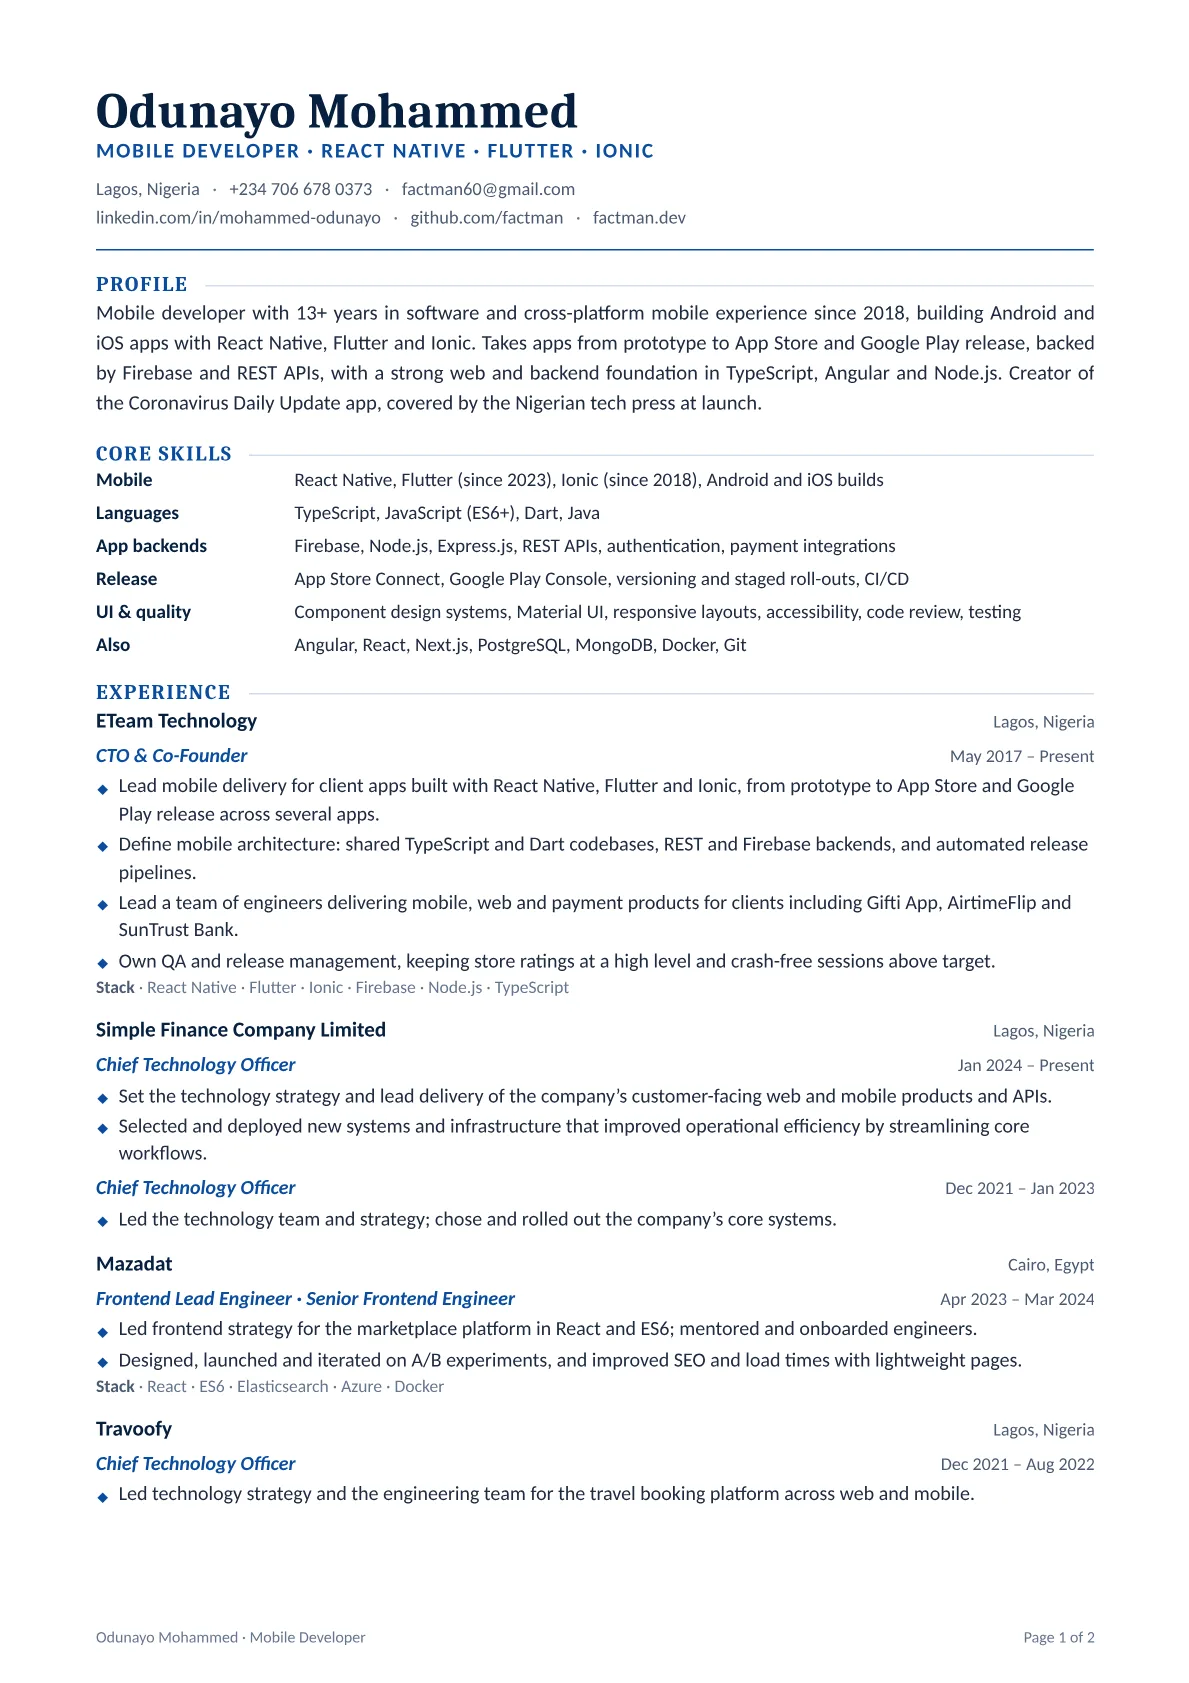 Odunayo Mohammed
MOBILE DEVELOPER · REACT NATIVE · FLUTTER · IONIC
Lagos, Nigeria · +234 706 678 0373 · factman60@gmail.com
linkedin.com/in/mohammed-odunayo · github.com/factman · factman.dev
PROFILE
Mobile developer with 13+ years in software and cross-platform mobile experience since 2018, building Android and
iOS apps with React Native, Flutter and Ionic. Takes apps from prototype to App Store and Google Play release, backed
by Firebase and REST APIs, with a strong web and backend foundation in TypeScript, Angular and Node.js. Creator of
the Coronavirus Daily Update app, covered by the Nigerian tech press at launch.
CORE SKILLS
Mobile React Native, Flutter (since 2023), Ionic (since 2018), Android and iOS builds
Languages TypeScript, JavaScript (ES6+), Dart, Java
App backends Firebase, Node.js, Express.js, REST APIs, authentication, payment integrations
Release App Store Connect, Google Play Console, versioning and staged roll-outs, CI/CD
UI & quality Component design systems, Material UI, responsive layouts, accessibility, code review, testing
Also Angular, React, Next.js, PostgreSQL, MongoDB, Docker, Git
EXPERIENCE
ETeam Technology Lagos, Nigeria
CTO & Co-Founder May 2017 – Present
◆ Lead mobile delivery for client apps built with React Native, Flutter and Ionic, from prototype to App Store and Google
Play release across several apps.
◆ Define mobile architecture: shared TypeScript and Dart codebases, REST and Firebase backends, and automated release
pipelines.
◆ Lead a team of engineers delivering mobile, web and payment products for clients including Gifti App, AirtimeFlip and
SunTrust Bank.
◆ Own QA and release management, keeping store ratings at a high level and crash-free sessions above target.
Stack · React Native · Flutter · Ionic · Firebase · Node.js · TypeScript
Simple Finance Company Limited Lagos, Nigeria
Chief Technology Officer Jan 2024 – Present
◆ Set the technology strategy and lead delivery of the company’s customer-facing web and mobile products and APIs.
◆ Selected and deployed new systems and infrastructure that improved operational efficiency by streamlining core
workflows.
Chief Technology Officer Dec 2021 – Jan 2023
◆ Led the technology team and strategy; chose and rolled out the company’s core systems.
Mazadat Cairo, Egypt
Frontend Lead Engineer · Senior Frontend Engineer Apr 2023 – Mar 2024
◆ Led frontend strategy for the marketplace platform in React and ES6; mentored and onboarded engineers.
◆ Designed, launched and iterated on A/B experiments, and improved SEO and load times with lightweight pages.
Stack · React · ES6 · Elasticsearch · Azure · Docker
Travoofy Lagos, Nigeria
Chief Technology Officer Dec 2021 – Aug 2022
◆ Led technology strategy and the engineering team for the travel booking platform across web and mobile.
Odunayo Mohammed · Mobile Developer Page 1 of 2